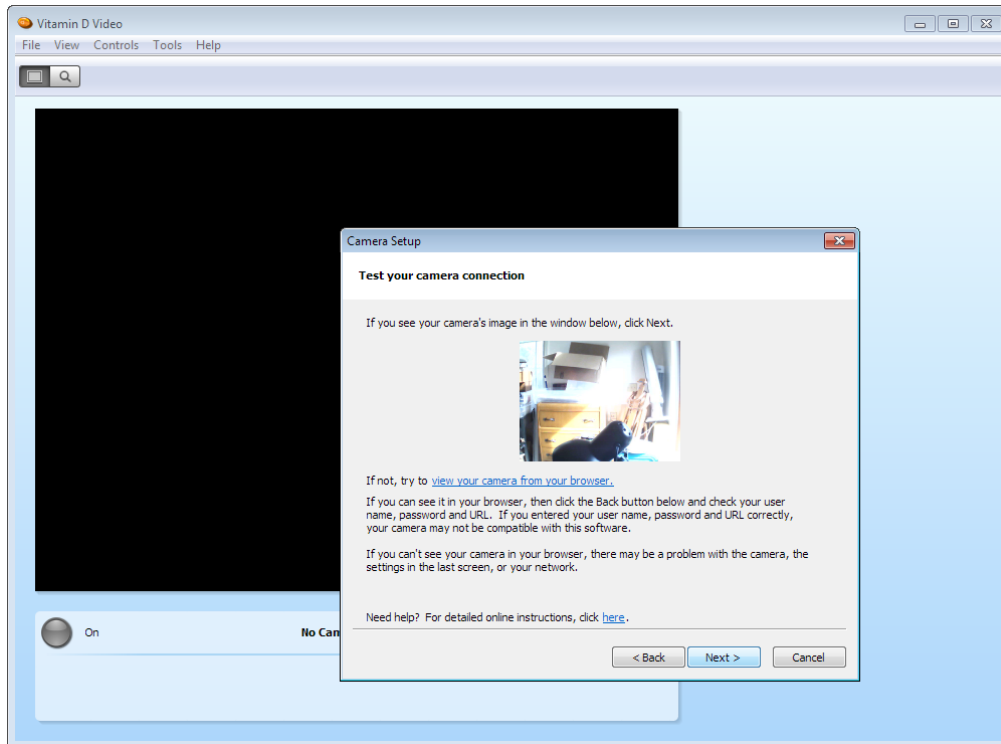 Vitamin D Video
File View Controls Tools Help
Camera Setup
Test your camera connection
If you see your camera's image in the window below, click Next.
If not, try to view your camera from your browser.
If you can see it in your browser, then click the Back button below and check your user
name, password and URL. If you entered your user name, password and URL correctly,
your camera may not be compatible with this software.
If you can't see your camera in your browser, there may be a problem with the camera, the
settings in the last screen, or your network.
Need help? For detailed online instructions, click here.
On No Cam
< Back Next > Cancel